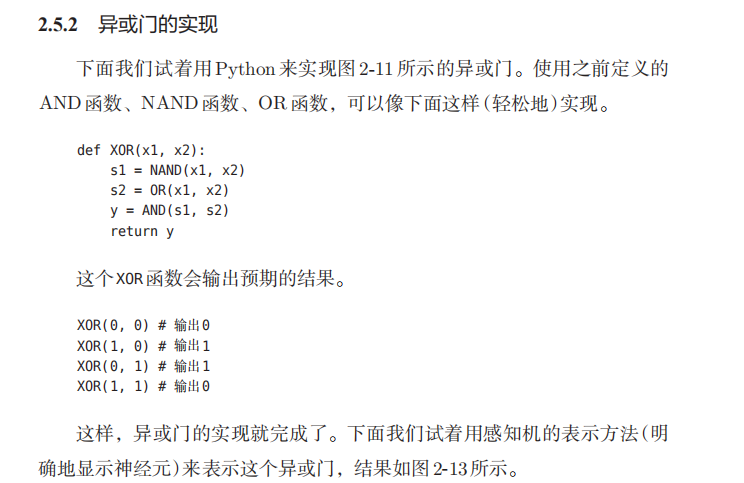 2.5.2 异或门的实现
下面我们试着用Python来实现图2-11所示的异或门。使用之前定义的
AND函数、NAND函数、OR函数，可以像下面这样(轻松地)实现。
def XOR(x1, x2):
    s1 = NAND(x1, x2)
    s2 = OR(x1, x2)
    y = AND(s1, s2)
    return y
这个XOR函数会输出预期的结果。
XOR(0, 0) # 输出0
XOR(1, 0) # 输出1
XOR(0, 1) # 输出1
XOR(1, 1) # 输出0
这样，异或门的实现就完成了。下面我们试着用感知机的表示方法(明
确地显示神经元)来表示这个异或门，结果如图2-13所示。